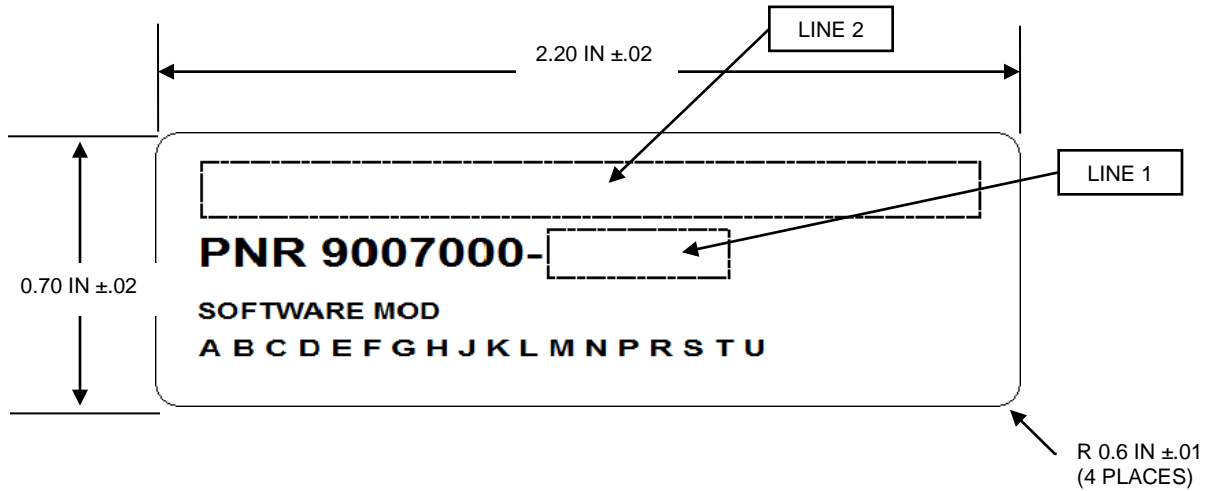 LINE 2
2.20 IN ±.02
LINE 1
PNR 9007000-
0.70 IN ±.02
SOFTWARE MOD
A B C D E F G H J K L M N P R S T U
R 0.6 IN ±.01
(4 PLACES)